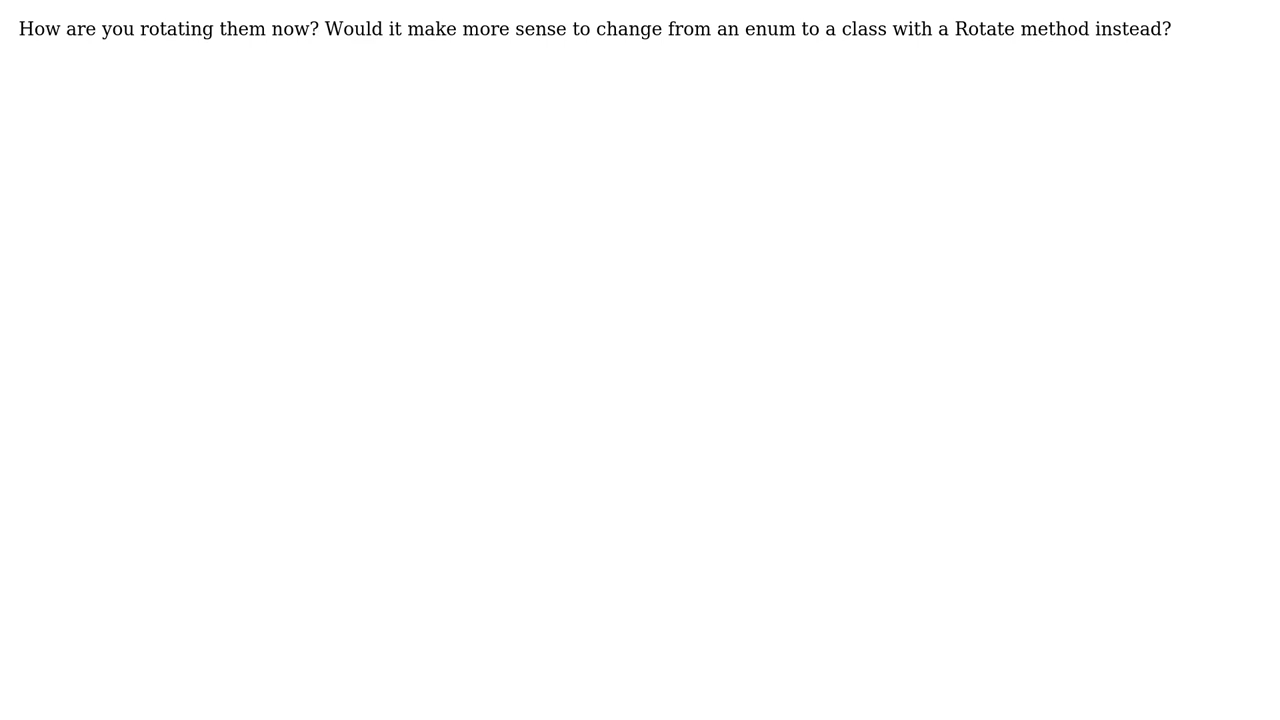 How are you rotating them now? Would it make more sense to change from an enum to a class with a Rotate method instead?